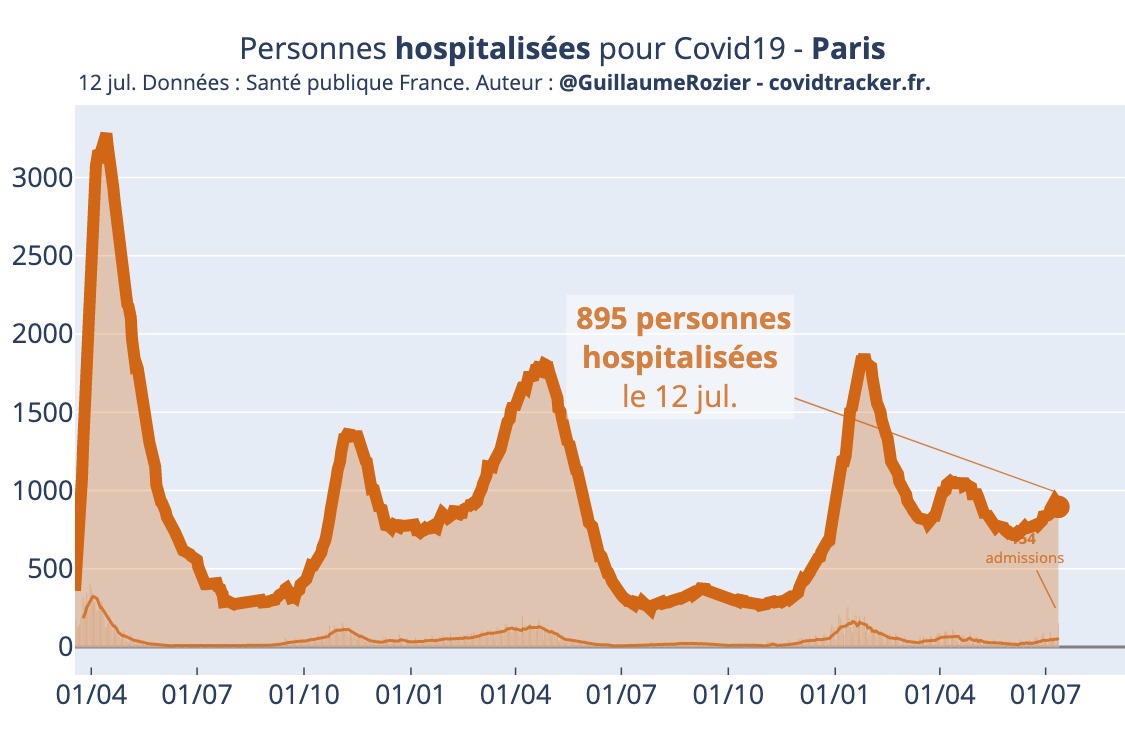 Personnes hospitalisées pour Covid19 - Paris
12 jul. Données : Santé publique France. Auteur : @GuillaumeRozier - covidtracker.fr.
3000
2500
2000
1500
1000
500
0
895 personnes
hospitalisées
le 12 jul.
admissions
01/04 01/07 01/10 01/01 01/04 01/07 01/10 01/01 01/04 01/07